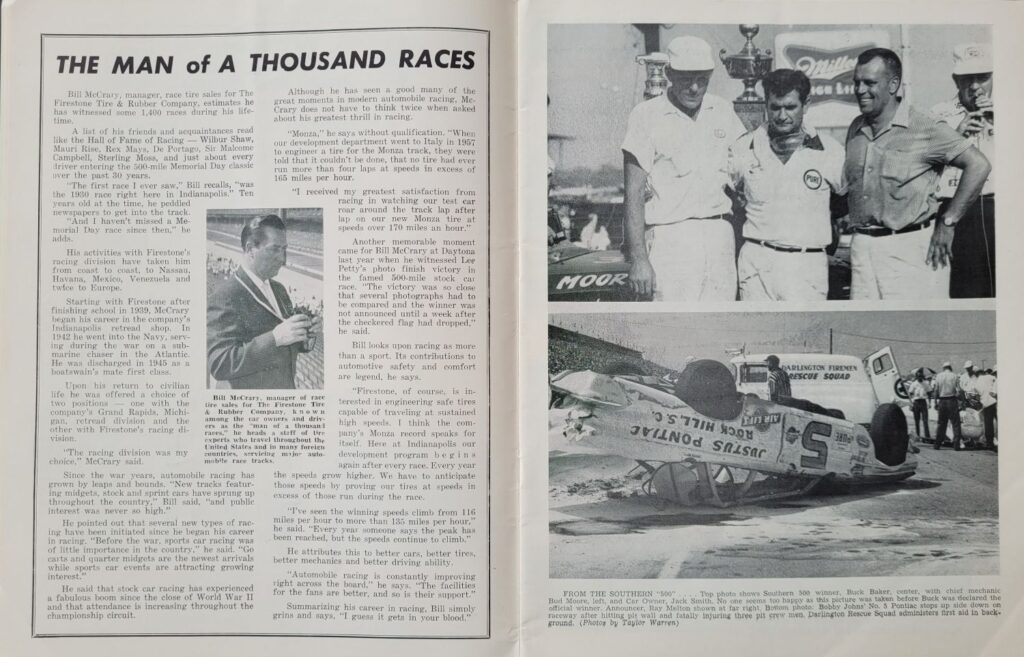 THE MAN of A THOUSAND RACES
Bill McCrary, manager, race tire sales for The
Firestone Tire & Rubber Company, estimates he
has witnessed some 1,400 races during his life-
time.
A list of his friends and acquaintances read
like the Hall of Fame of Racing — Wilbur Shaw,
Mauri Rise, Rex Mays, De Portago, Sir Malcome
Campbell, Sterling Moss, and just about every
driver entering the 500-mile Memorial Day classic
over the past 30 years.
"The first race I ever saw," Bill recalls, "was
the 1930 race right here in Indianapolis." Ten
years old at the time, he peddled
newspapers to get into the track.
"And I haven't missed a Me-
morial Day race since then," he
adds.
His activities with Firestone's
racing division have taken him
from coast to coast, to Nassau,
Havana, Mexico, Venezuela and
twice to Europe.
Starting with Firestone after
finishing school in 1939, McCrary
began his career in the company's
Indianapolis retread shop. In
1942 he went into the Navy, serv-
ing during the war on a sub-
marine chaser in the Atlantic.
He was discharged in 1945 as a
boatswain's mate first class.
Upon his return to civilian
life he was offered a choice of
two positions — one with the
company's Grand Rapids, Michi-
gan, retread division and the
other with Firestone's racing di-
vision.
"The racing division was my
choice," McCrary said.
Since the war years, automobile racing has
grown by leaps and bounds. "New tracks featur-
ing midgets, stock and sprint cars have sprung up
throughout the country," Bill said, "and public
interest was never so high."
He pointed out that several new types of rac-
ing have been initiated since he began his career
in racing. "Before the war, sports car racing was
of little importance in the country," he said. "Go
carts and quarter midgets are the newest arrivals
while sports car events are attracting growing
interest."
He said that stock car racing has experienced
a fabulous boom since the close of World War II
and that attendance is increasing throughout the
championship circuit.
Bill McCrary, manager of race
tire sales for The Firestone Tire
& Rubber Company, known
among the car owners and driv-
ers as the "man of a thousand
races," he heads a staff of tire
experts who travel throughout the
United States and in many foreign
countries, servicing major auto-
mobile race tracks.
Although he has seen a good many of the
great moments in modern automobile racing, Mc-
Crary does not have to think twice when asked
about his greatest thrill in racing.
"Monza," he says without qualification. "When
our development department went to Italy in 1957
to engineer a tire for the Monza track, they were
told that it couldn't be done, that no tire had ever
run more than four laps at speeds in excess of
165 miles per hour.
"I received my greatest satisfaction from
racing in watching our test car
roar around the track lap after
lap on our new Monza tire at
speeds over 170 miles an hour."
Another memorable moment
came for Bill McCrary at Daytona
last year when he witnessed Lee
Petty's photo finish victory in
the famed 500-mile stock car
race. "The victory was so close
that several photographs had to
be compared and the winner was
not announced until a week after
the checkered flag had dropped,"
he said.
Bill looks upon racing as more
than a sport. Its contributions to
automotive safety and comfort
are legend, he says.
"Firestone, of course, is in-
terested in engineering safe tires
capable of traveling at sustained
high speeds. I think the com-
pany's Monza record speaks for
itself. Here at Indianapolis our
development program begins
again after every race. Every year
the speeds grow higher. We have to anticipate
those speeds by proving our tires at speeds in
excess of those run during the race.
"I've seen the winning speeds climb from 116
miles per hour to more than 135 miles per hour,"
he said. "Every year someone says the peak has
been reached, but the speeds continue to climb."
He attributes this to better cars, better tires,
better mechanics and better driving ability.
"Automobile racing is constantly improving
right across the board," he says. "The facilities
for the fans are better, and so is their support."
Summarizing his career in racing, Bill simply
grins and says, "I guess it gets in your blood."
Miller
HIGH LIFE
PURE
MOOR
DARLINGTON FIREMEN
RESCUE SQUAD
JUSTUS PONTIAC
ROCK HILL, S.C.
AIR LIFT
5
PURE
FROM THE SOUTHERN "500" . . . . Top photo shows Southern 500 winner, Buck Baker, center, with chief mechanic
Bud Moore, left, and Car Owner, Jack Smith. No one seems too happy as this picture was taken before Buck was declared the
official winner. Announcer, Ray Melton shown at far right. Bottom photo: Bobby Johns' No. 5 Pontiac stops up side down on
raceway after hitting pit wall and fatally injuring three pit crew men. Darlington Rescue Squad administers first aid in back-
ground. (Photos by Taylor Warren)